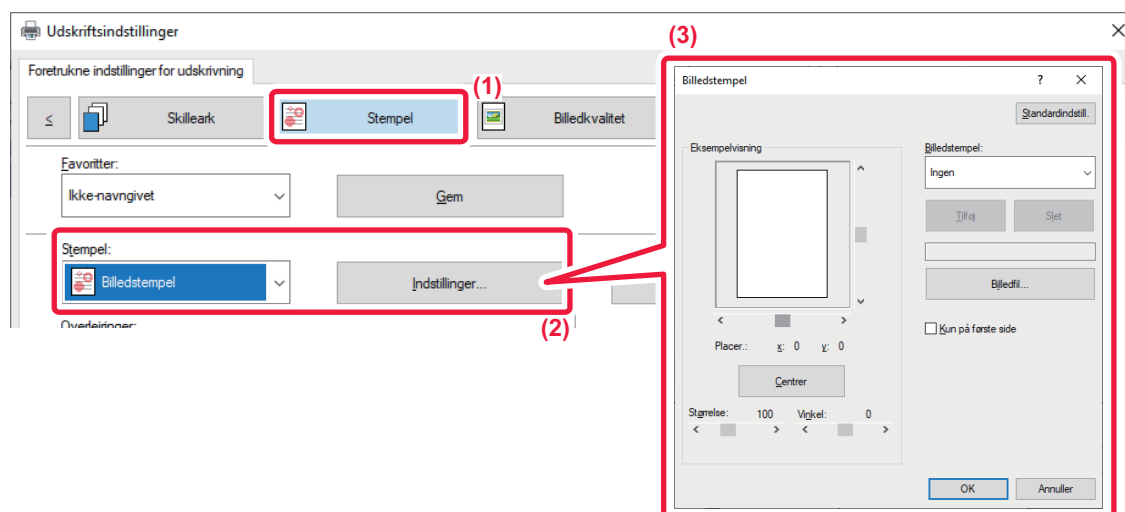 Udskriftsindstillinger
Foretrukne indstillinger for udskrivning
(1)
≤ Skilleark Stempel Billedkvalitet
Favoritter:
Ikke-navngivet Gem
Stempel:
Billedstempel Indstillinger...
(2)
Overlejringer:
(3)
Billedstempel ? ×
Standardindstill.
Eksempelvisning Billedstempel:
Ingen
Tilføj Slet
Billedfil...
Kun på første side
Placer.: x: 0 y: 0
Centrer
Størrelse: 100 Vinkel: 0
OK Annuller